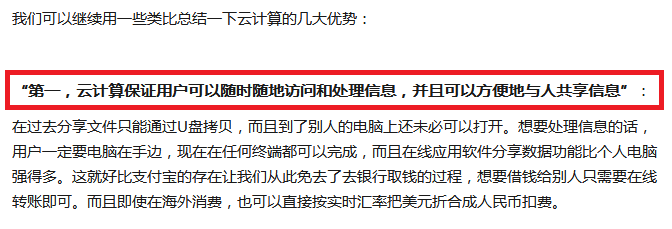 我们可以继续用一些类比总结一下云计算的几大优势：
“第一，云计算保证用户可以随时随地访问和处理信息，并且可以方便地与人共享信息”：
在过去分享文件只能通过U盘拷贝，而且到了别人的电脑上还未必可以打开。想要处理信息的话，
用户一定要电脑在手边，现在在任何终端都可以完成，而且在线应用软件分享数据功能比个人电脑
强得多。这就好比支付宝的存在让我们从此免去了去银行取钱的过程，想要借钱给别人只需要在线
转账即可。而且即使在海外消费，也可以直接按实时汇率把美元折合成人民币扣费。